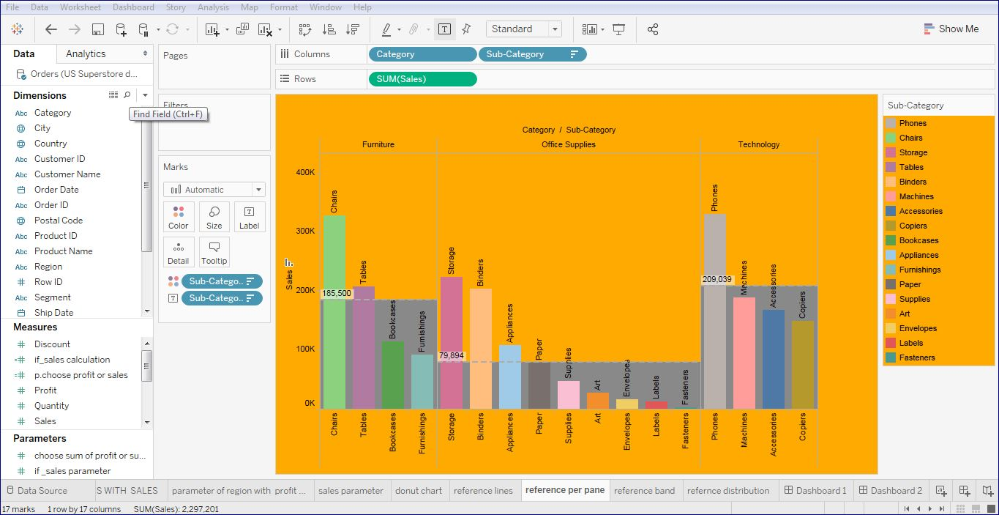 File Data Worksheet Dashboard Story Analysis Map Format Window Help
Standard
Show Me
Data Analytics
Orders (US Superstore d...
Dimensions
Find Field (Ctrl+F)
Abc Category
City
Country
Abc Customer ID
Abc Customer Name
Order Date
Abc Order ID
Postal Code
Abc Product ID
Abc Product Name
Abc Region
# Row ID
Abc Segment
Ship Date
Measures
# Discount
=# if_sales calculation
=# p.choose profit or sales
# Profit
# Quantity
# Sales
Parameters
# choose sum of profit or su...
# if _sales parameter
Pages
Filters
Marks
Automatic
Color Size Label
Detail Tooltip
Sub-Catego..
Sub-Catego..
Columns Category Sub-Category
Rows SUM(Sales)
Category / Sub-Category
Furniture Office Supplies Technology
400K
300K
200K
100K
0K
Sales
185,500
79,894
209,039
Chairs Tables Bookcases Furnishings Storage Binders Appliances Paper Supplies Art Envelopes Labels Fasteners Phones Machines Accessories Copiers
Chairs Tables Bookcases Furnishings Storage Binders Appliances Paper Supplies Art Envelopes Labels Fasteners Phones Machines Accessories Copiers
Sub-Category
Phones
Chairs
Storage
Tables
Binders
Machines
Accessories
Copiers
Bookcases
Appliances
Furnishings
Paper
Supplies
Art
Envelopes
Labels
Fasteners
Data Source S WITH SALES parameter of region with profit ... sales parameter donut chart reference lines reference per pane reference band refernce distribution Dashboard 1 Dashboard 2
17 marks 1 row by 17 columns SUM(Sales): 2,297,201